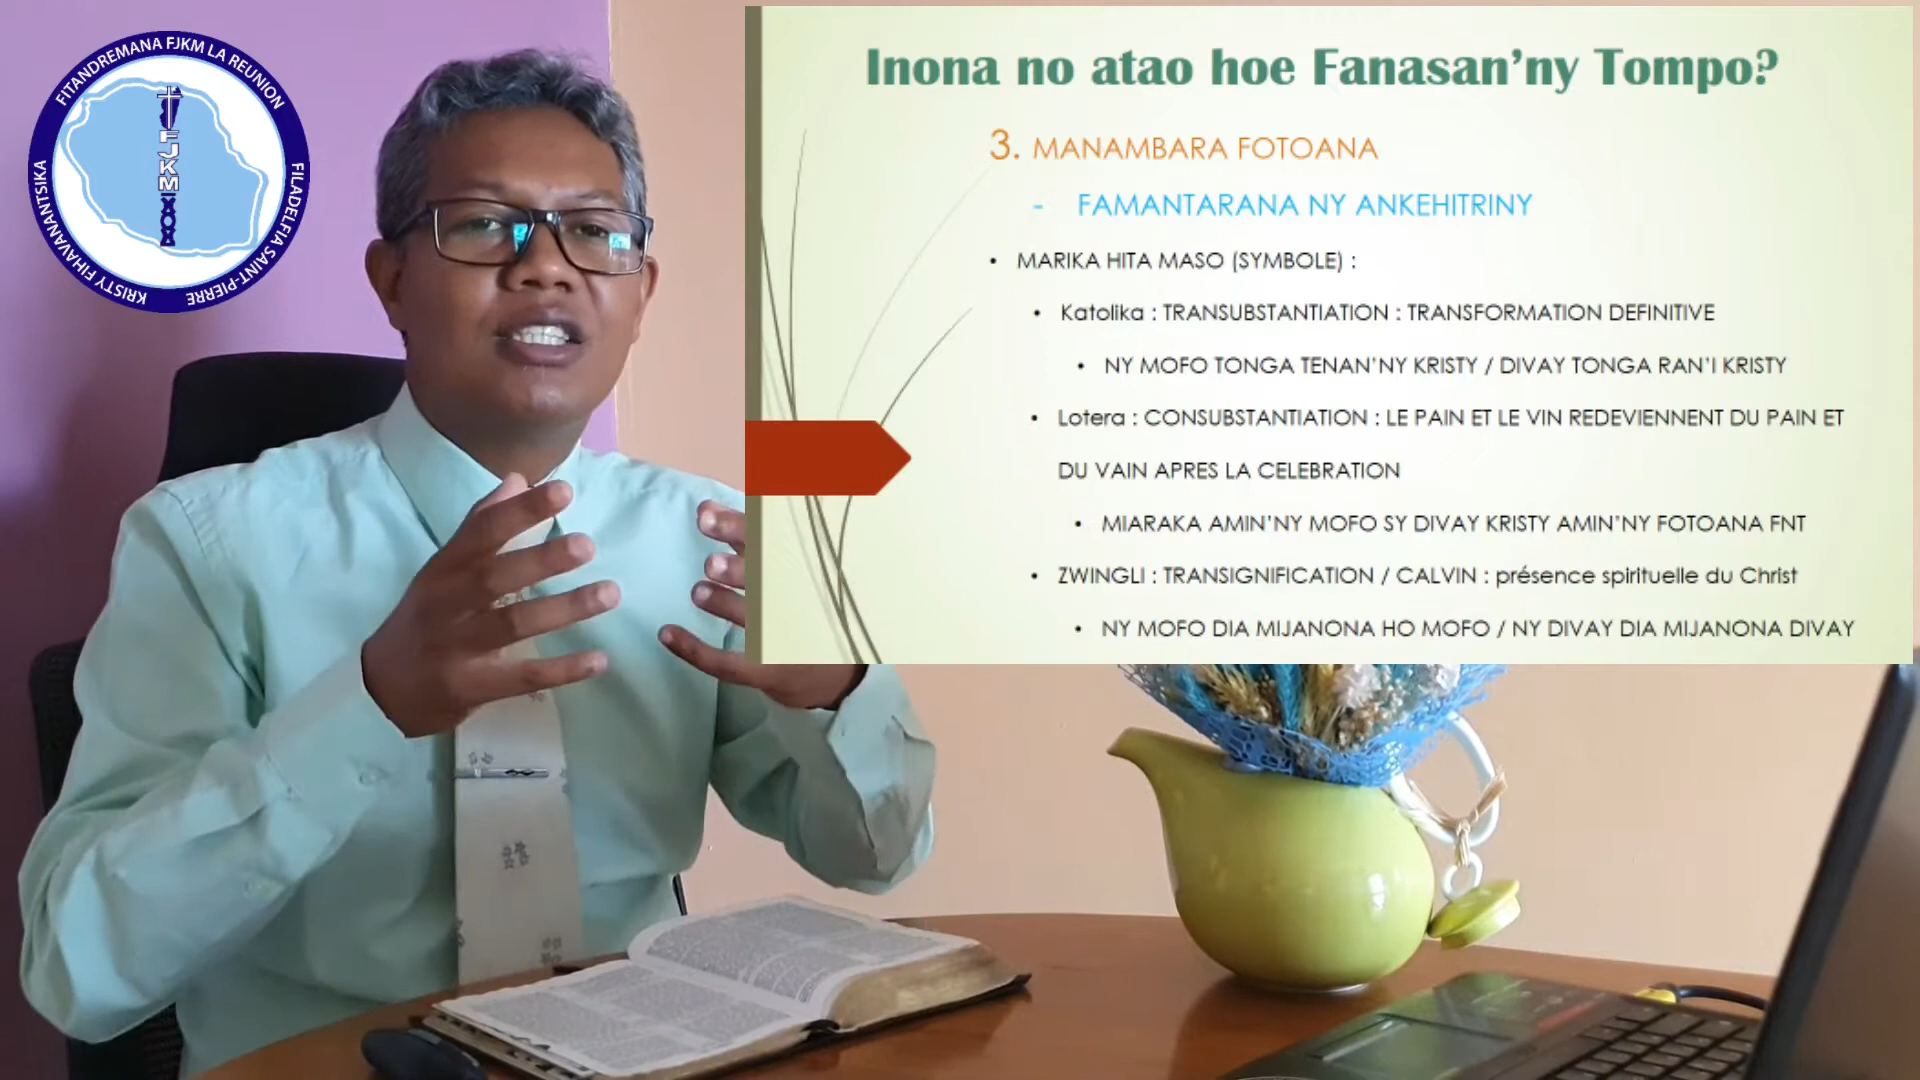 FITANDREMANA FJKM LA REUNION
FILADELFIA SAINT-PIERRE
KRISTY FIHAVANANTSIKA
FJKM
Inona no atao hoe Fanasan'ny Tompo?
3. MANAMBARA FOTOANA
- FAMANTARANA NY ANKEHITRINY
• MARIKA HITA MASO (SYMBOLE) :
• Katolika : TRANSUBSTANTIATION : TRANSFORMATION DEFINITIVE
• NY MOFO TONGA TENAN'NY KRISTY / DIVAY TONGA RAN'I KRISTY
• Lotera : CONSUBSTANTIATION : LE PAIN ET LE VIN REDEVIENNENT DU PAIN ET
DU VAIN APRES LA CELEBRATION
• MIARAKA AMIN'NY MOFO SY DIVAY KRISTY AMIN'NY FOTOANA FNT
• ZWINGLI : TRANSIGNIFICATION / CALVIN : présence spirituelle du Christ
• NY MOFO DIA MIJANONA HO MOFO / NY DIVAY DIA MIJANONA DIVAY